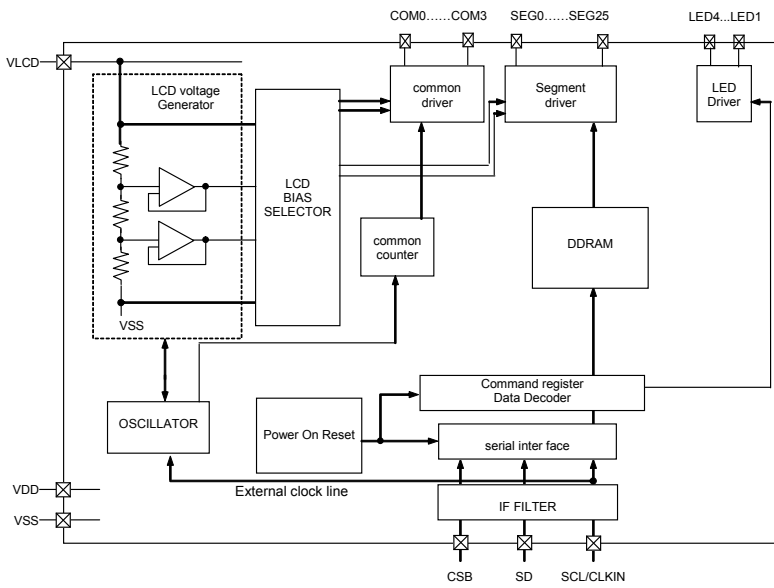 COM0......COM3
SEG0......SEG25
LED4...LED1
VLCD
LCD voltage
Generator
common
driver
Segment
driver
LED
Driver
LCD
BIAS
SELECTOR
common
counter
DDRAM
VSS
Command register
Data Decoder
OSCILLATOR
Power On Reset
serial inter face
External clock line
VDD
IF FILTER
VSS
CSB
SD
SCL/CLKIN